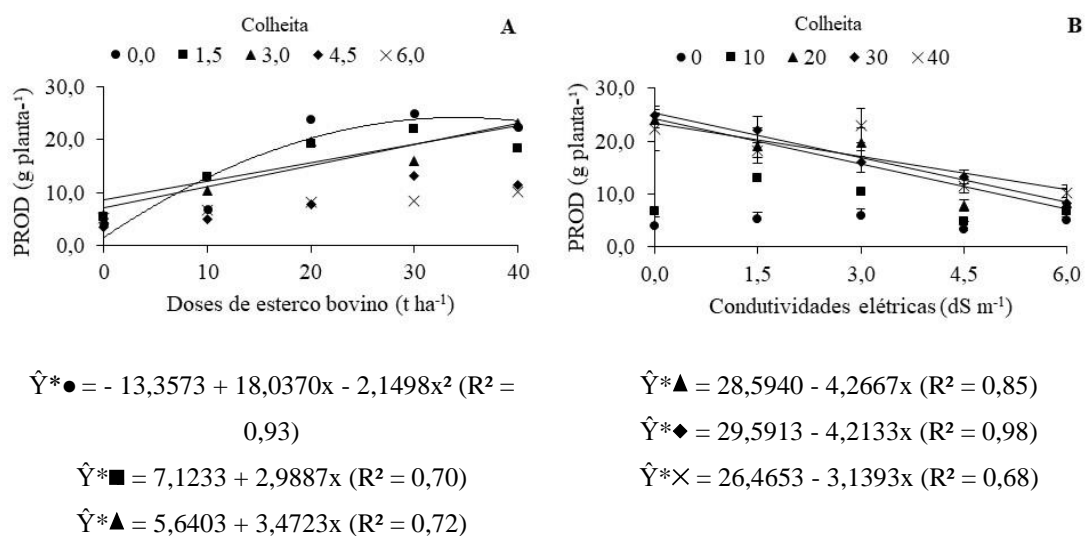 Colheita
A
● 0,0 ■ 1,5 ▲ 3,0 ◆ 4,5 × 6,0
PROD (g planta-¹)
30,0
20,0
10,0
0,0
0 10 20 30 40
Doses de esterco bovino (t ha-¹)
Colheita
B
● 0 ■ 10 ▲ 20 ◆ 30 × 40
PROD (g planta-¹)
30,0
20,0
10,0
0,0
0,0 1,5 3,0 4,5 6,0
Condutividades elétricas (dS m-¹)
Ŷ*● = - 13,3573 + 18,0370x - 2,1498x² (R² =
0,93)
Ŷ*■ = 7,1233 + 2,9887x (R² = 0,70)
Ŷ*▲ = 5,6403 + 3,4723x (R² = 0,72)
Ŷ*▲ = 28,5940 - 4,2667x (R² = 0,85)
Ŷ*◆ = 29,5913 - 4,2133x (R² = 0,98)
Ŷ*× = 26,4653 - 3,1393x (R² = 0,68)